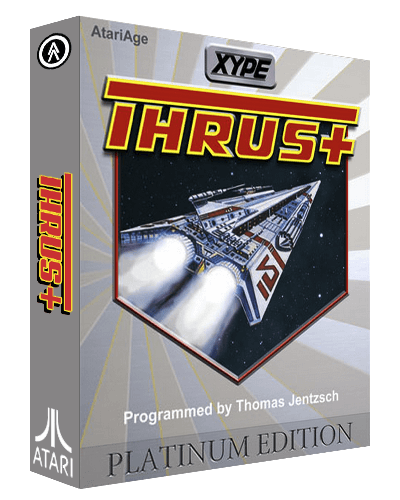 AtariAge
XYPE
THRUS+
Programmed by Thomas Jentzsch
PLATINUM EDITION
THRUS+
ATARI